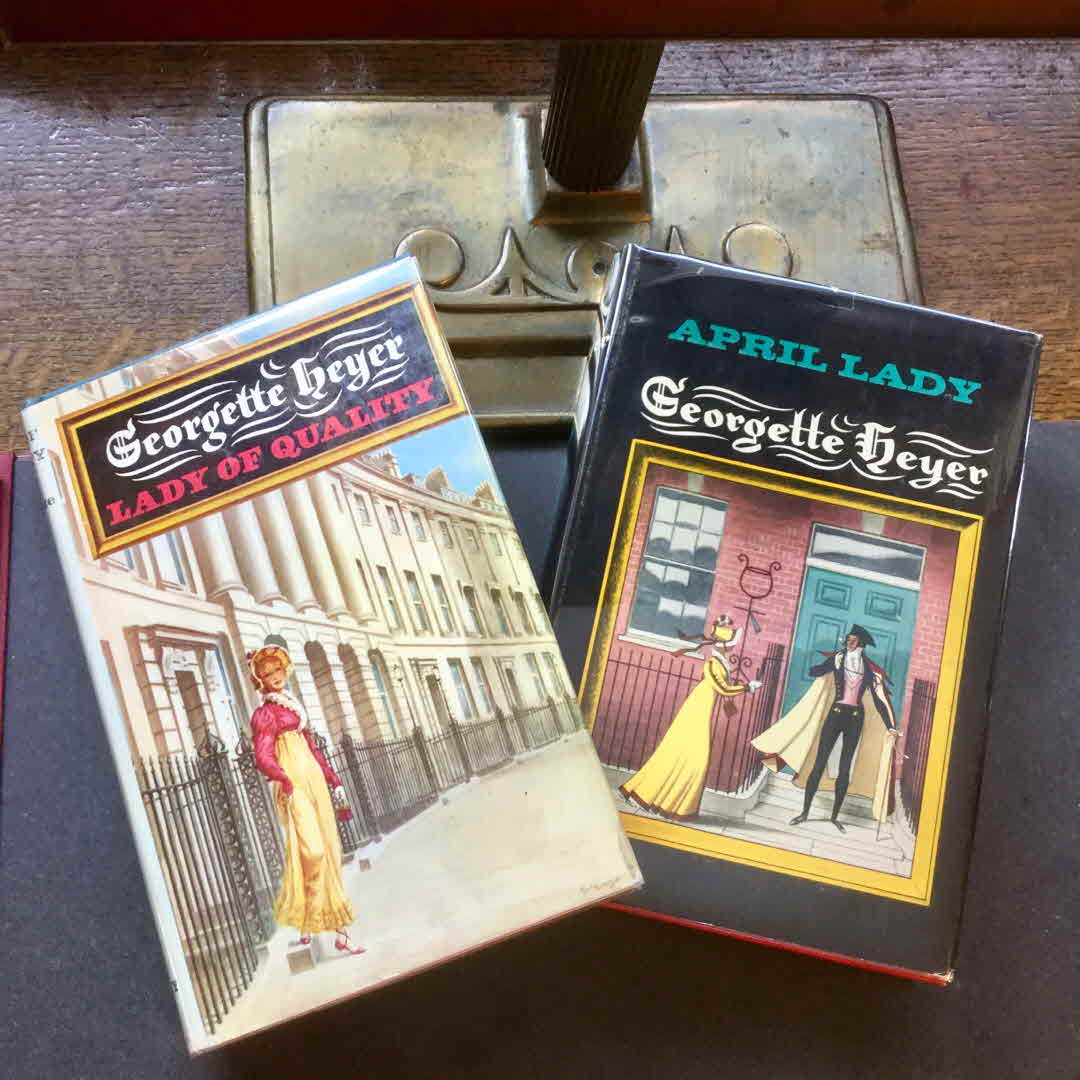 Georgette Heyer
LADY OF QUALITY
APRIL LADY
Georgette Heyer